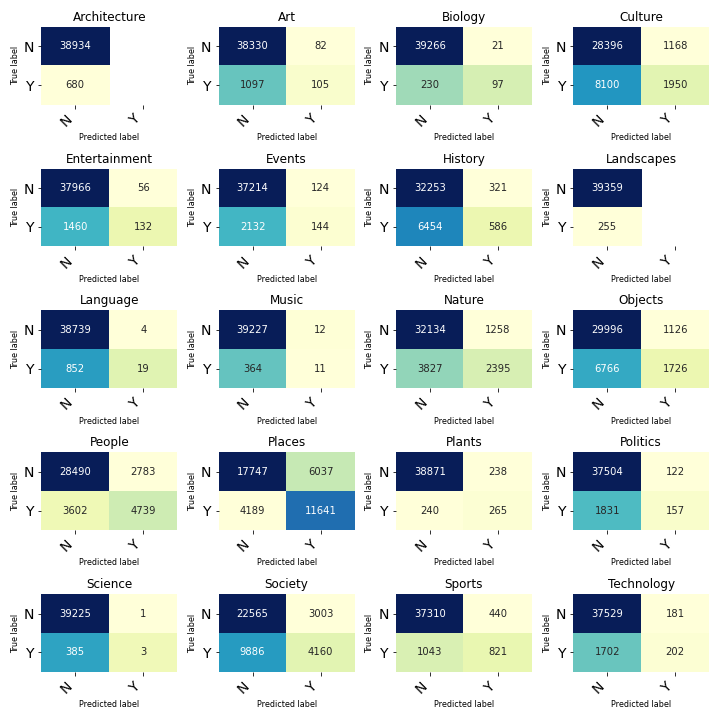 Architecture Art Biology Culture
True label N 38934 True label N 38330 82 True label N 39266 21 True label N 28396 1168
Y 680 Y 1097 105 Y 230 97 Y 8100 1950
N Y N Y N Y N Y
Predicted label Predicted label Predicted label Predicted label
Entertainment Events History Landscapes
True label N 37966 56 True label N 37214 124 True label N 32253 321 True label N 39359
Y 1460 132 Y 2132 144 Y 6454 586 Y 255
N Y N Y N Y N Y
Predicted label Predicted label Predicted label Predicted label
Language Music Nature Objects
True label N 38739 4 True label N 39227 12 True label N 32134 1258 True label N 29996 1126
Y 852 19 Y 364 11 Y 3827 2395 Y 6766 1726
N Y N Y N Y N Y
Predicted label Predicted label Predicted label Predicted label
People Places Plants Politics
True label N 28490 2783 True label N 17747 6037 True label N 38871 238 True label N 37504 122
Y 3602 4739 Y 4189 11641 Y 240 265 Y 1831 157
N Y N Y N Y N Y
Predicted label Predicted label Predicted label Predicted label
Science Society Sports Technology
True label N 39225 1 True label N 22565 3003 True label N 37310 440 True label N 37529 181
Y 385 3 Y 9886 4160 Y 1043 821 Y 1702 202
N Y N Y N Y N Y
Predicted label Predicted label Predicted label Predicted label